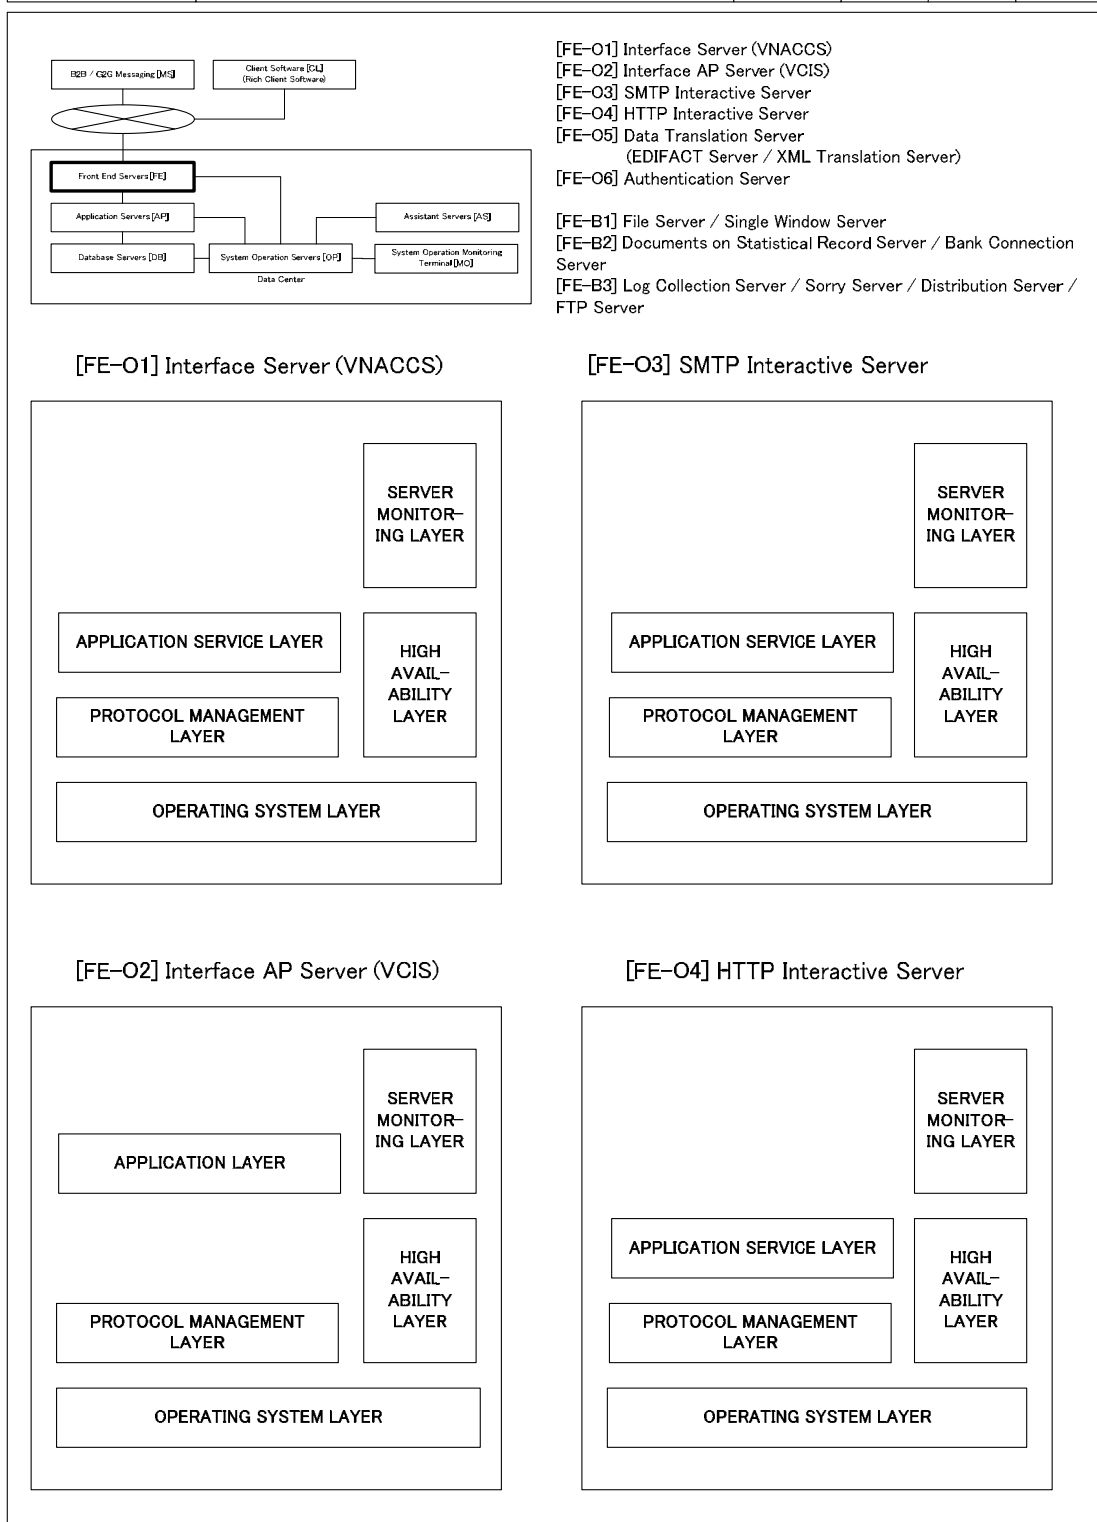 B2B / G2G Messaging [MS]
Client Software [CL]
(Rich Client Software)
Front End Servers [FE]
Application Servers [AP]
Assistant Servers [AS]
Database Servers [DB]
System Operation Servers [OP]
System Operation Monitoring
Terminal [MO]
Data Center
[FE-O1] Interface Server (VNACCS)
[FE-O2] Interface AP Server (VCIS)
[FE-O3] SMTP Interactive Server
[FE-O4] HTTP Interactive Server
[FE-O5] Data Translation Server
(EDIFACT Server / XML Translation Server)
[FE-O6] Authentication Server
[FE-B1] File Server / Single Window Server
[FE-B2] Documents on Statistical Record Server / Bank Connection
Server
[FE-B3] Log Collection Server / Sorry Server / Distribution Server /
FTP Server
[FE-O1] Interface Server (VNACCS)
SERVER
MONITOR-
ING LAYER
APPLICATION SERVICE LAYER
HIGH
AVAIL-
ABILITY
LAYER
PROTOCOL MANAGEMENT
LAYER
OPERATING SYSTEM LAYER
[FE-O3] SMTP Interactive Server
SERVER
MONITOR-
ING LAYER
APPLICATION SERVICE LAYER
HIGH
AVAIL-
ABILITY
LAYER
PROTOCOL MANAGEMENT
LAYER
OPERATING SYSTEM LAYER
[FE-O2] Interface AP Server (VCIS)
SERVER
MONITOR-
ING LAYER
APPLICATION LAYER
HIGH
AVAIL-
ABILITY
LAYER
PROTOCOL MANAGEMENT
LAYER
OPERATING SYSTEM LAYER
[FE-O4] HTTP Interactive Server
SERVER
MONITOR-
ING LAYER
APPLICATION SERVICE LAYER
HIGH
AVAIL-
ABILITY
LAYER
PROTOCOL MANAGEMENT
LAYER
OPERATING SYSTEM LAYER